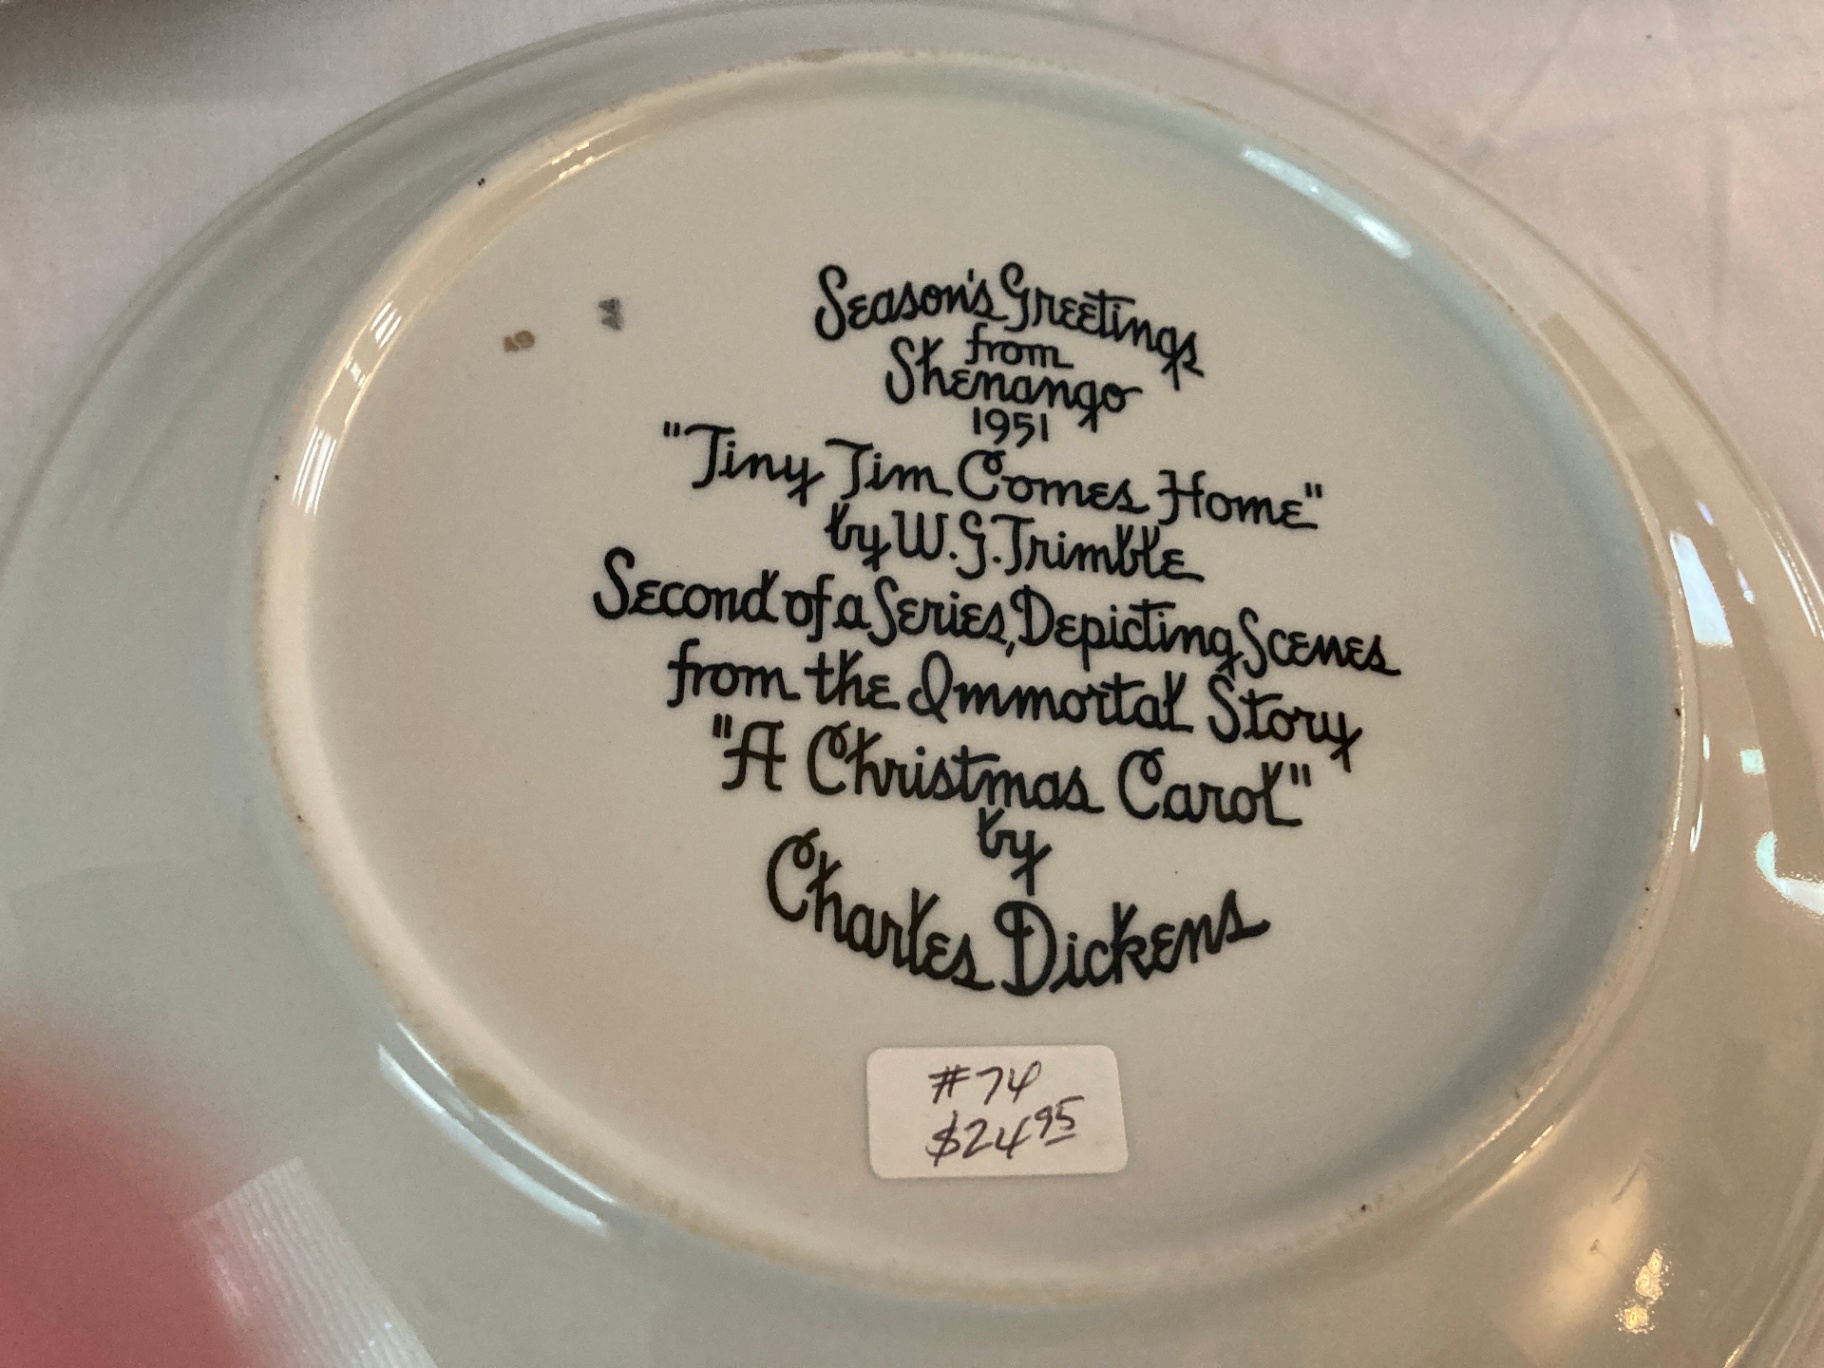 Season's Greetings
from
Shenango
1951
"Tiny Tim Comes Home"
by W.G. Trimble
Second of a Series, Depicting Scenes
from the Immortal Story
"A Christmas Carol"
by
Charles Dickens
#74
$24 95